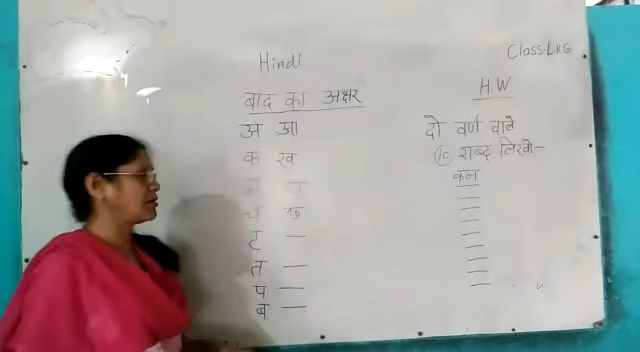 Hindi
बाद का अक्षर
अ आ
क ख
च छ
ट —
त —
प —
ब —
Class-LKG
H.W
दो वर्ण वाले
10 शब्द लिखो-
कल